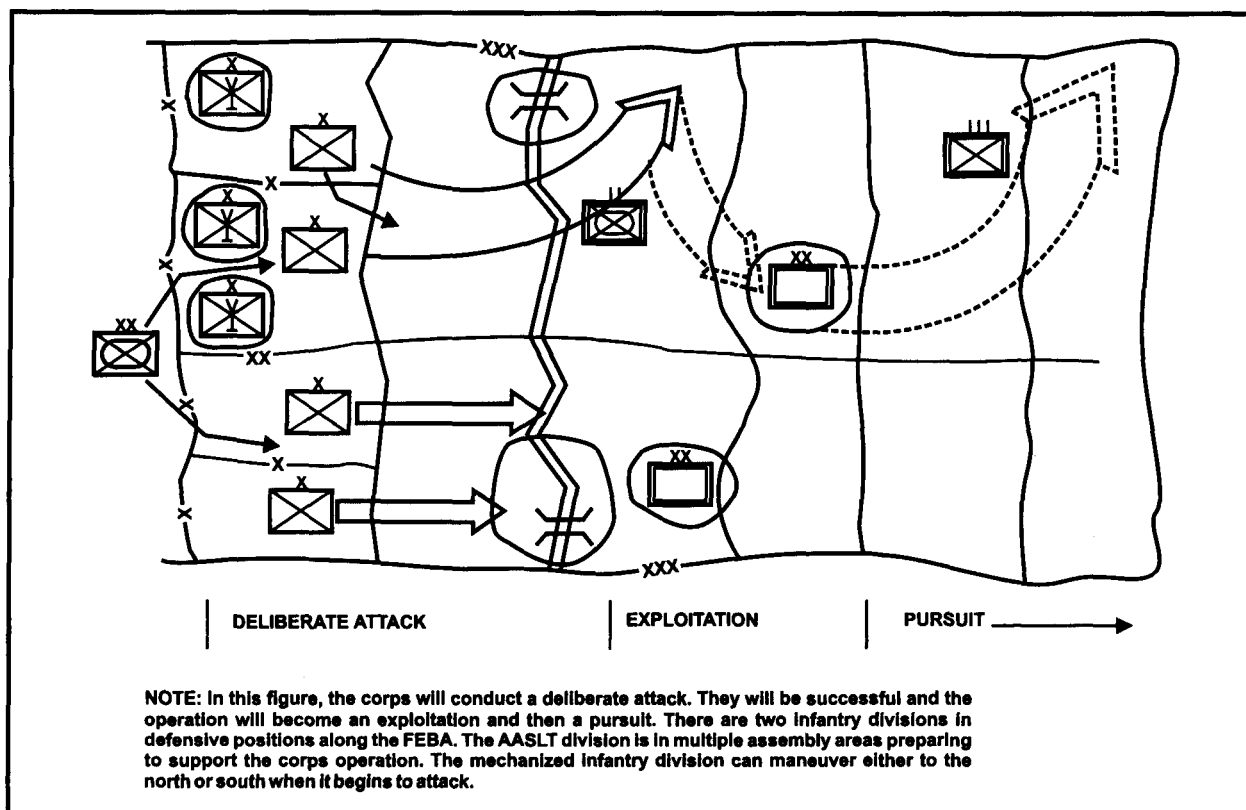 XXX
X
X
X
X
X
X
X
X
III
II
XX
X
XX
XX
X
X
XX
X
X
X
X
XXX
DELIBERATE ATTACK
EXPLOITATION
PURSUIT
NOTE: In this figure, the corps will conduct a deliberate attack. They will be successful and the
operation will become an exploitation and then a pursuit. There are two infantry divisions in
defensive positions along the FEBA. The AASLT division is in multiple assembly areas preparing
to support the corps operation. The mechanized infantry division can maneuver either to the
north or south when it begins to attack.